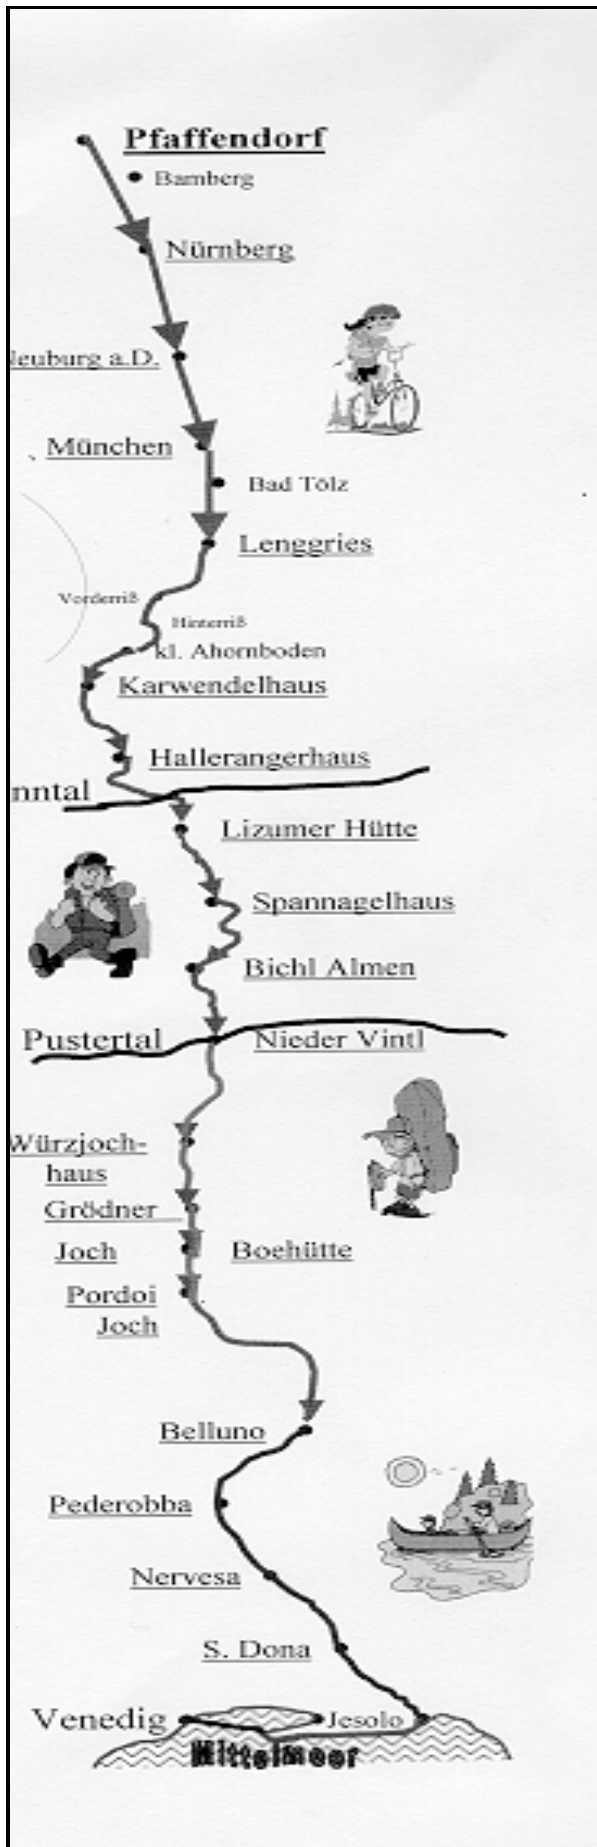 Pfaffendorf
Bamberg
Nürnberg
Neuburg a.D.
München
Bad Tölz
Lenggries
Vorderriß
Hinterriß
kl. Ahornboden
Karwendelhaus
Hallerangerhaus
nntal
Lizumer Hütte
Spannagelhaus
Bichl Almen
Pustertal
Nieder Vintl
Würzjoch-
haus
Grödner
Joch
Boehütte
Pordoi
Joch
Belluno
Pederobba
Nervesa
S. Dona
Venedig
Jesolo
Mittelmeer